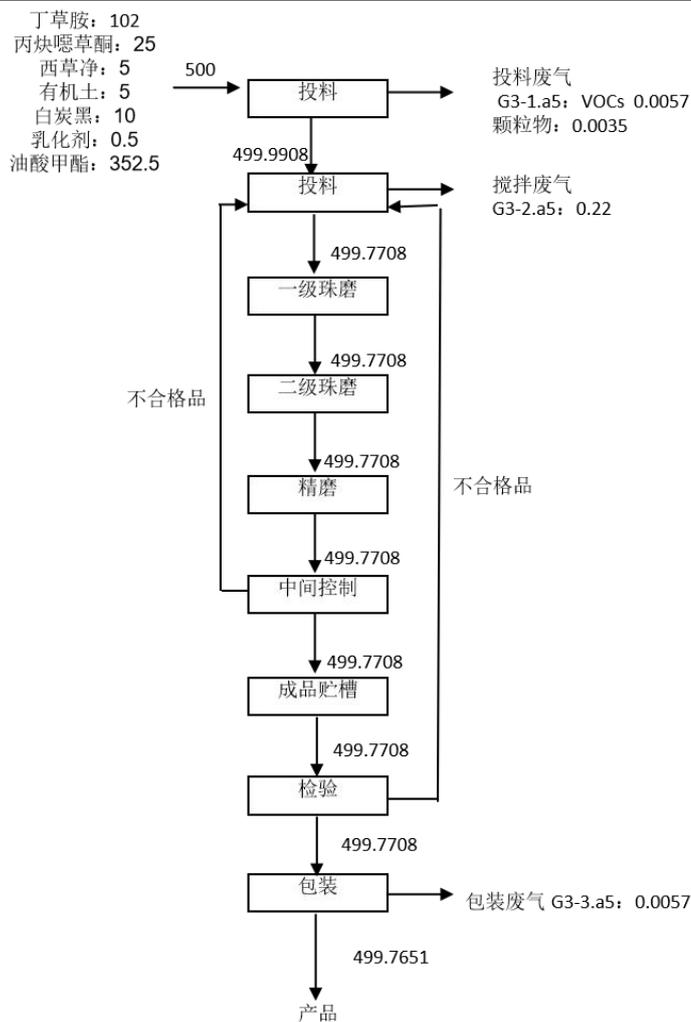 丁草胺：102
丙炔噁草酮：25
西草净：5
有机土：5
白炭黑：10
乳化剂：0.5
油酸甲酯：352.5
500
投料
投料废气
G3-1.a5：VOCs 0.0057
颗粒物：0.0035
499.9908
投料
搅拌废气
G3-2.a5：0.22
499.7708
一级珠磨
499.7708
二级珠磨
不合格品
499.7708
精磨
不合格品
499.7708
中间控制
499.7708
成品贮槽
499.7708
检验
499.7708
包装
包装废气 G3-3.a5：0.0057
499.7651
产品